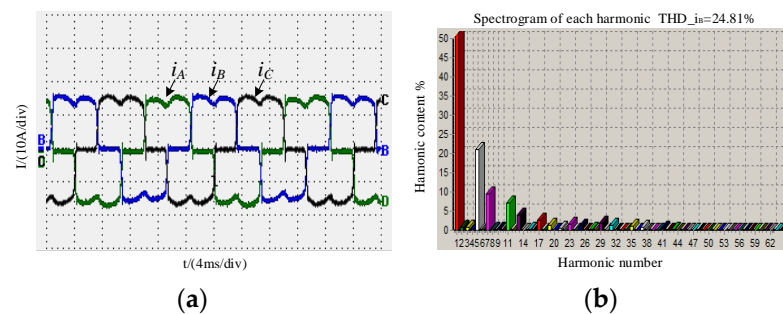 Spectrogram of each harmonic THD_iB=24.81%
I/(10A/div)
iA
iB
iC
C
B
B
D
D
t/(4ms/div)
Hamonic content %
50
45
40
35
30
25
20
15
10
5
0
123456789 11 14 17 20 23 26 29 32 35 38 41 44 47 50 53 56 59 62
Harmonic number
(a)
(b)